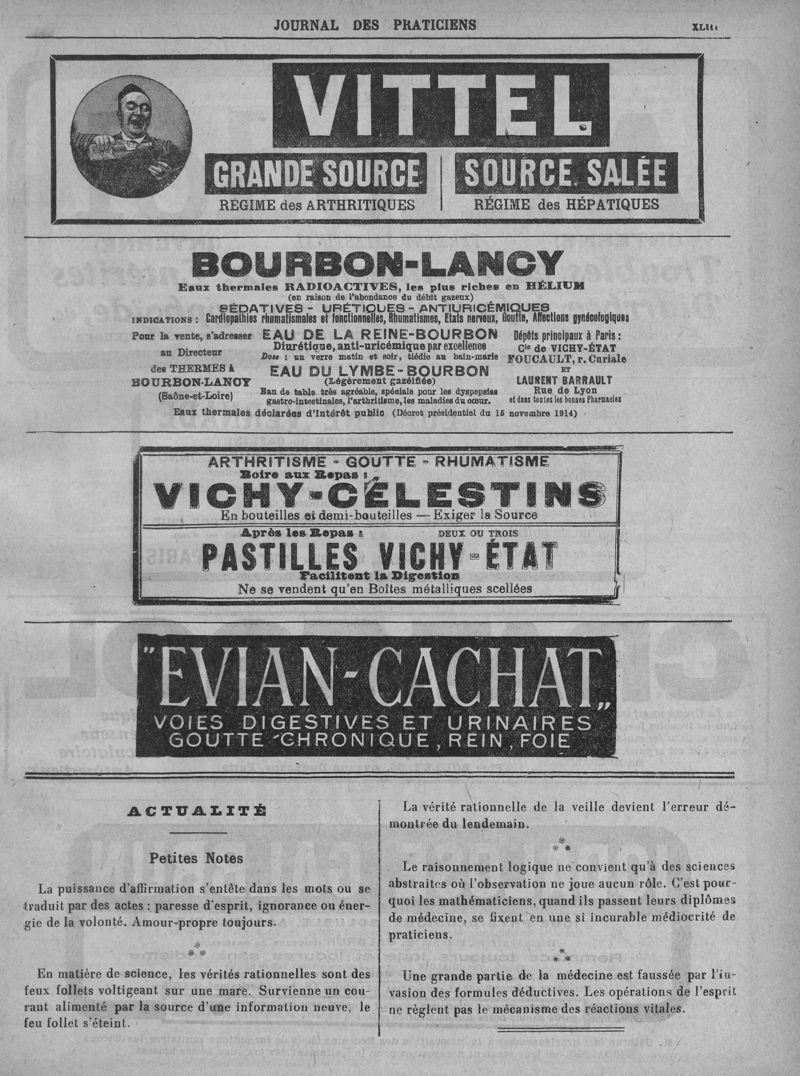 JOURNAL DES PRATICIENS
VITTEL
GRANDE SOURCE
SOURCE SALÉE
REGIME des ARTHRITIQUES
RÉGIME des HÉPATIQUES
BOURBON-LANCY
Eaux thermales RADIOACTIVES, les plus riches en HÉLIUM
(en raison de l'abondance du débit gazeux)
SÉDATIVES - URÉTIQUES - ANTIURICÉMIQUES
INDICATIONS : Cardiopathies rhumatismales et fonctionnelles, Rhumatismes, Etats nerveux, Goutte, Affections gynécologiques
Pour la vente, s'adresser
au Directeur
des THERMES à
BOURBON-LANCY
(Saône-et-Loire)
EAU DE LA REINE-BOURBON
Diurétique, anti-uricémique par excellence
Dose : un verre matin et soir, tiédie au bain-marie
EAU DU LYMBE-BOURBON
(Légèrement gazéifiée)
Eau de table très agréable, spéciale pour les dyspepsies
gastro-intestinales, l'arthritisme, les maladies du cœur.
Dépôts principaux à Paris :
Cie de VICHY-ÉTAT
FOUCAULT, r. Curiale
ET
LAURENT BARRAULT
Rue de Lyon
et dans toutes les bonnes Pharmacies
Eaux thermales déclarées d'Intérêt public (Décret présidentiel du 15 novembre 1914)
ARTHRITISME - GOUTTE - RHUMATISME
Boire aux Repas :
VICHY-CÉLESTINS
En bouteilles et demi-bouteilles — Exiger la Source
Après les Repas : DEUX OU TROIS
PASTILLES VICHY-ÉTAT
Facilitent la Digestion
Ne se vendent qu'en Boîtes métalliques scellées
"EVIAN-CACHAT"
VOIES DIGESTIVES ET URINAIRES
GOUTTE CHRONIQUE, REIN, FOIE
ACTUALITÉ
Petites Notes
La puissance d'affirmation s'entête dans les mots ou se
traduit par des actes : paresse d'esprit, ignorance ou éner-
gie de la volonté. Amour-propre toujours.
* * *
En matière de science, les vérités rationnelles sont des
feux follets voltigeant sur une mare. Survienne un cou-
rant alimenté par la source d'une information neuve, le
feu follet s'éteint.
La vérité rationnelle de la veille devient l'erreur dé-
montrée du lendemain.
* * *
Le raisonnement logique ne convient qu'à des sciences
abstraites où l'observation ne joue aucun rôle. C'est pour-
quoi les mathématiciens, quand ils passent leurs diplômes
de médecine, se fixent en une si incurable médiocrité de
praticiens.
* * *
Une grande partie de la médecine est faussée par l'in-
vasion des formules déductives. Les opérations de l'esprit
ne règlent pas le mécanisme des réactions vitales.